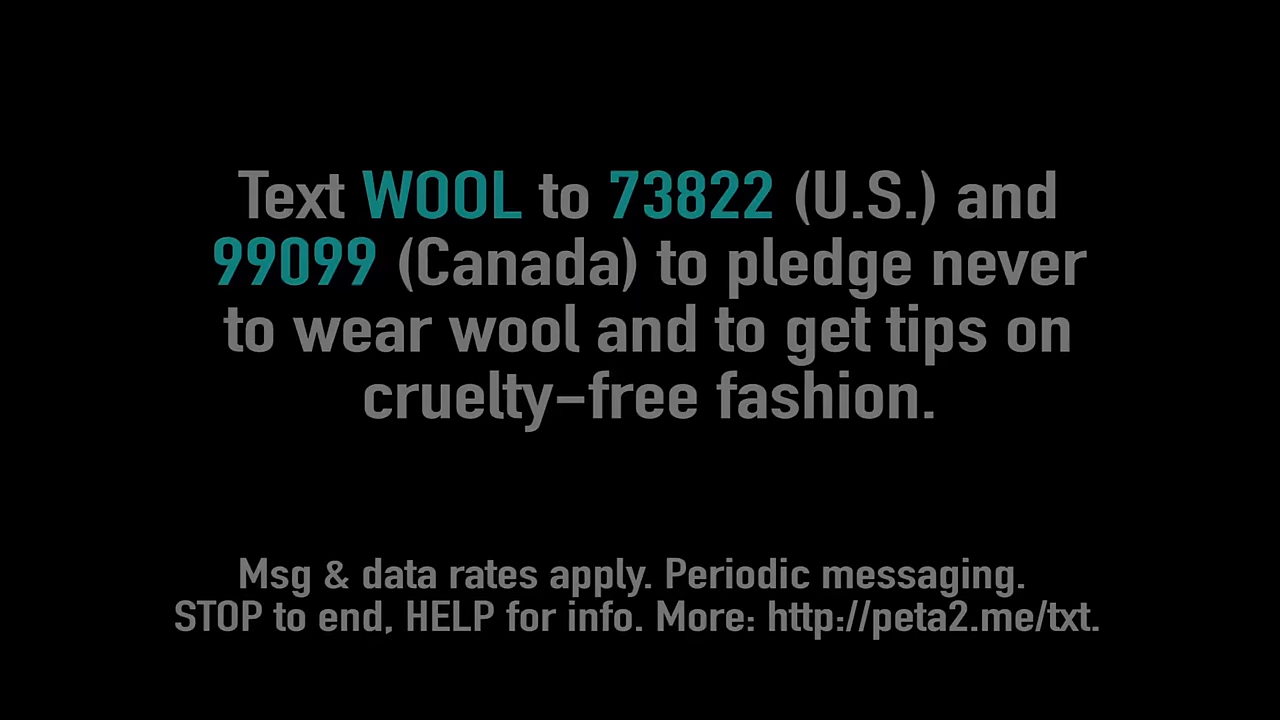 Text WOOL to 73822 (U.S.) and
99099 (Canada) to pledge never
to wear wool and to get tips on
cruelty-free fashion.
Msg & data rates apply. Periodic messaging.
STOP to end, HELP for info. More: http://peta2.me/txt.